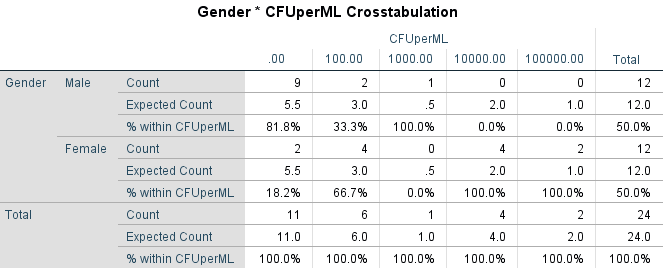 Gender * CFUperML Crosstabulation
CFUperML
.00 100.00 1000.00 10000.00 100000.00 Total
Gender Male Count 9 2 1 0 0 12
Expected Count 5.5 3.0 .5 2.0 1.0 12.0
% within CFUperML 81.8% 33.3% 100.0% 0.0% 0.0% 50.0%
Female Count 2 4 0 4 2 12
Expected Count 5.5 3.0 .5 2.0 1.0 12.0
% within CFUperML 18.2% 66.7% 0.0% 100.0% 100.0% 50.0%
Total Count 11 6 1 4 2 24
Expected Count 11.0 6.0 1.0 4.0 2.0 24.0
% within CFUperML 100.0% 100.0% 100.0% 100.0% 100.0% 100.0%